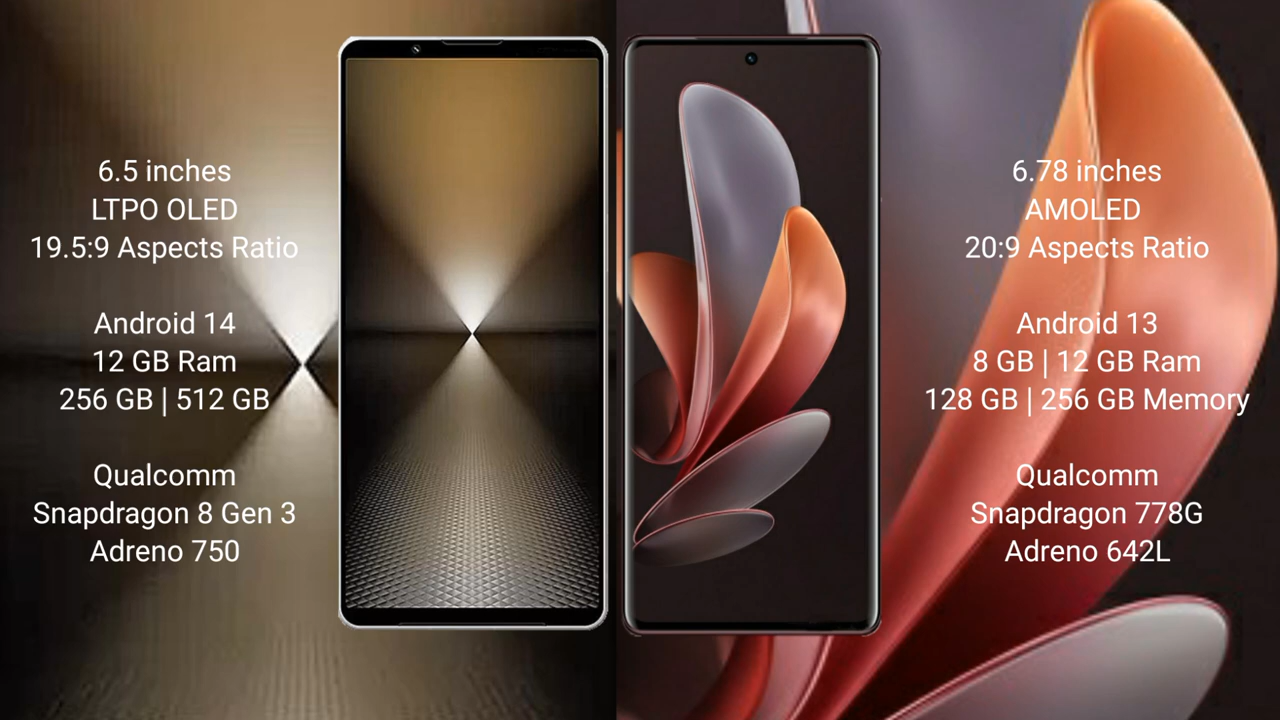 6.5 inches
LTPO OLED
19.5:9 Aspects Ratio
Android 14
12 GB Ram
256 GB | 512 GB
Qualcomm
Snapdragon 8 Gen 3
Adreno 750
6.78 inches
AMOLED
20:9 Aspects Ratio
Android 13
8 GB | 12 GB Ram
128 GB | 256 GB Memory
Qualcomm
Snapdragon 778G
Adreno 642L